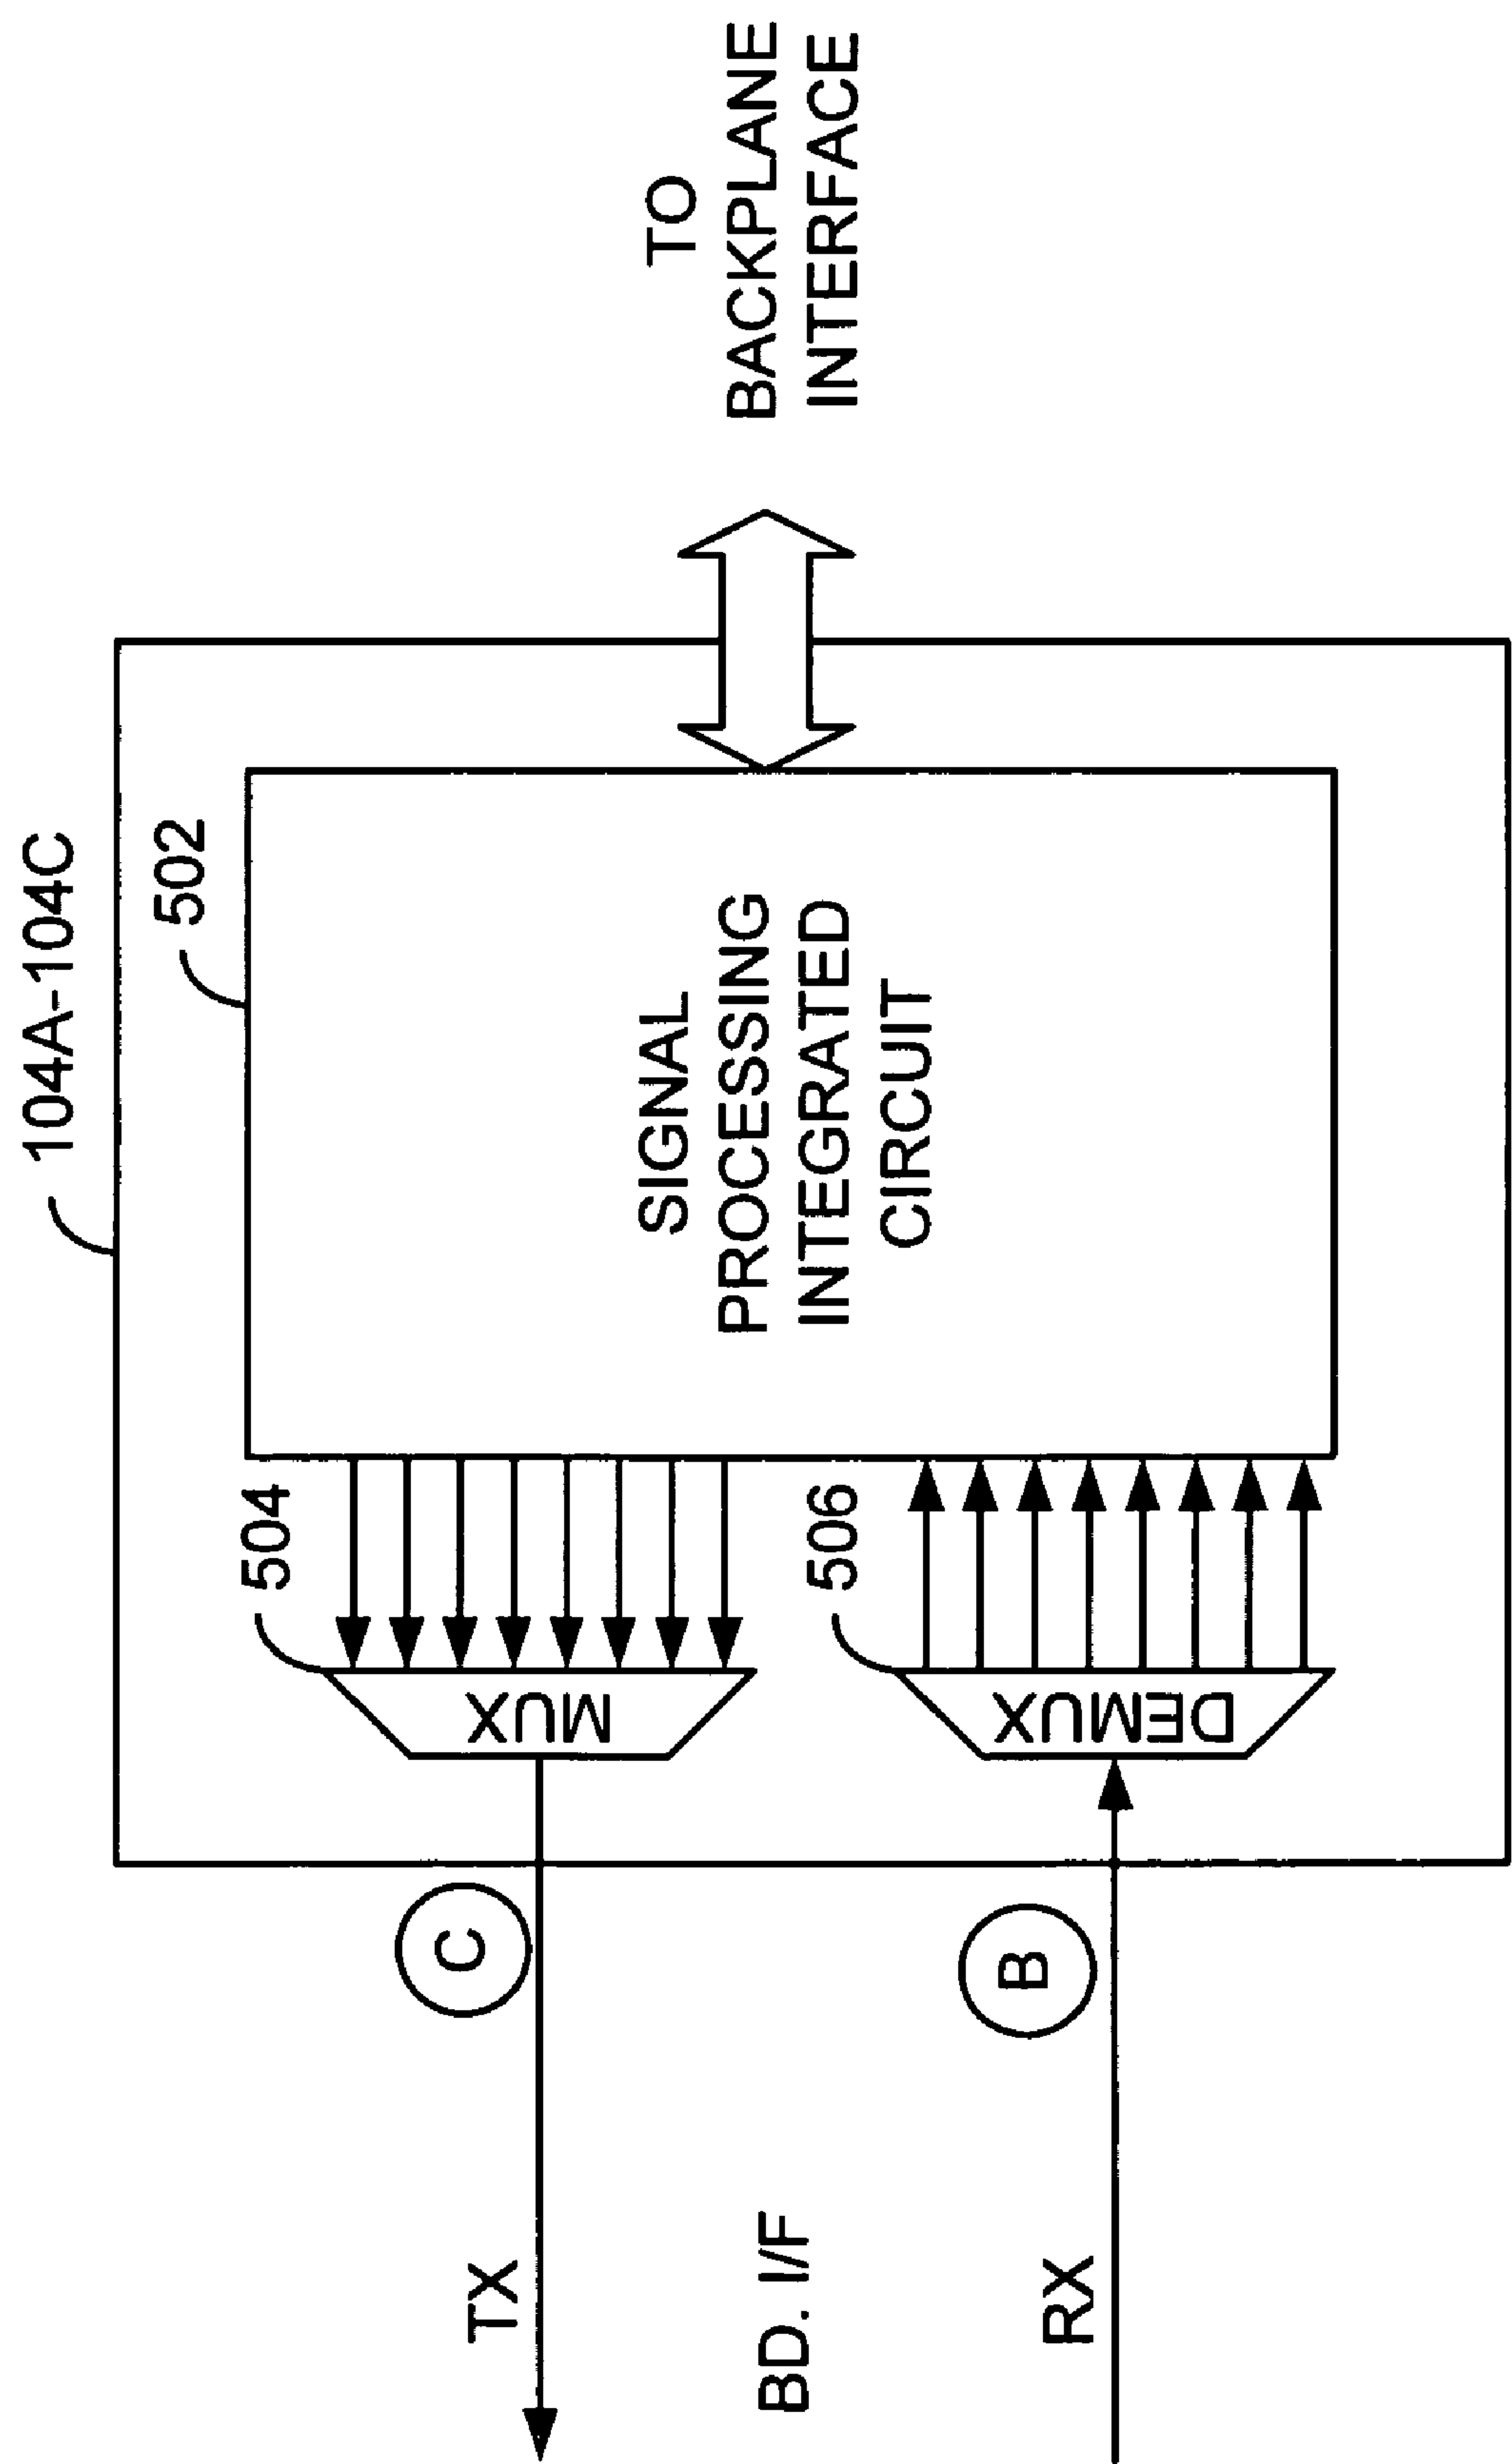 104A-104C
502
TO
BACKPLANE
INTERFACE
SIGNAL
PROCESSING
INTEGRATED
CIRCUIT
504
MUX
506
DEMUX
C
B
TX
BD. I/F
RX